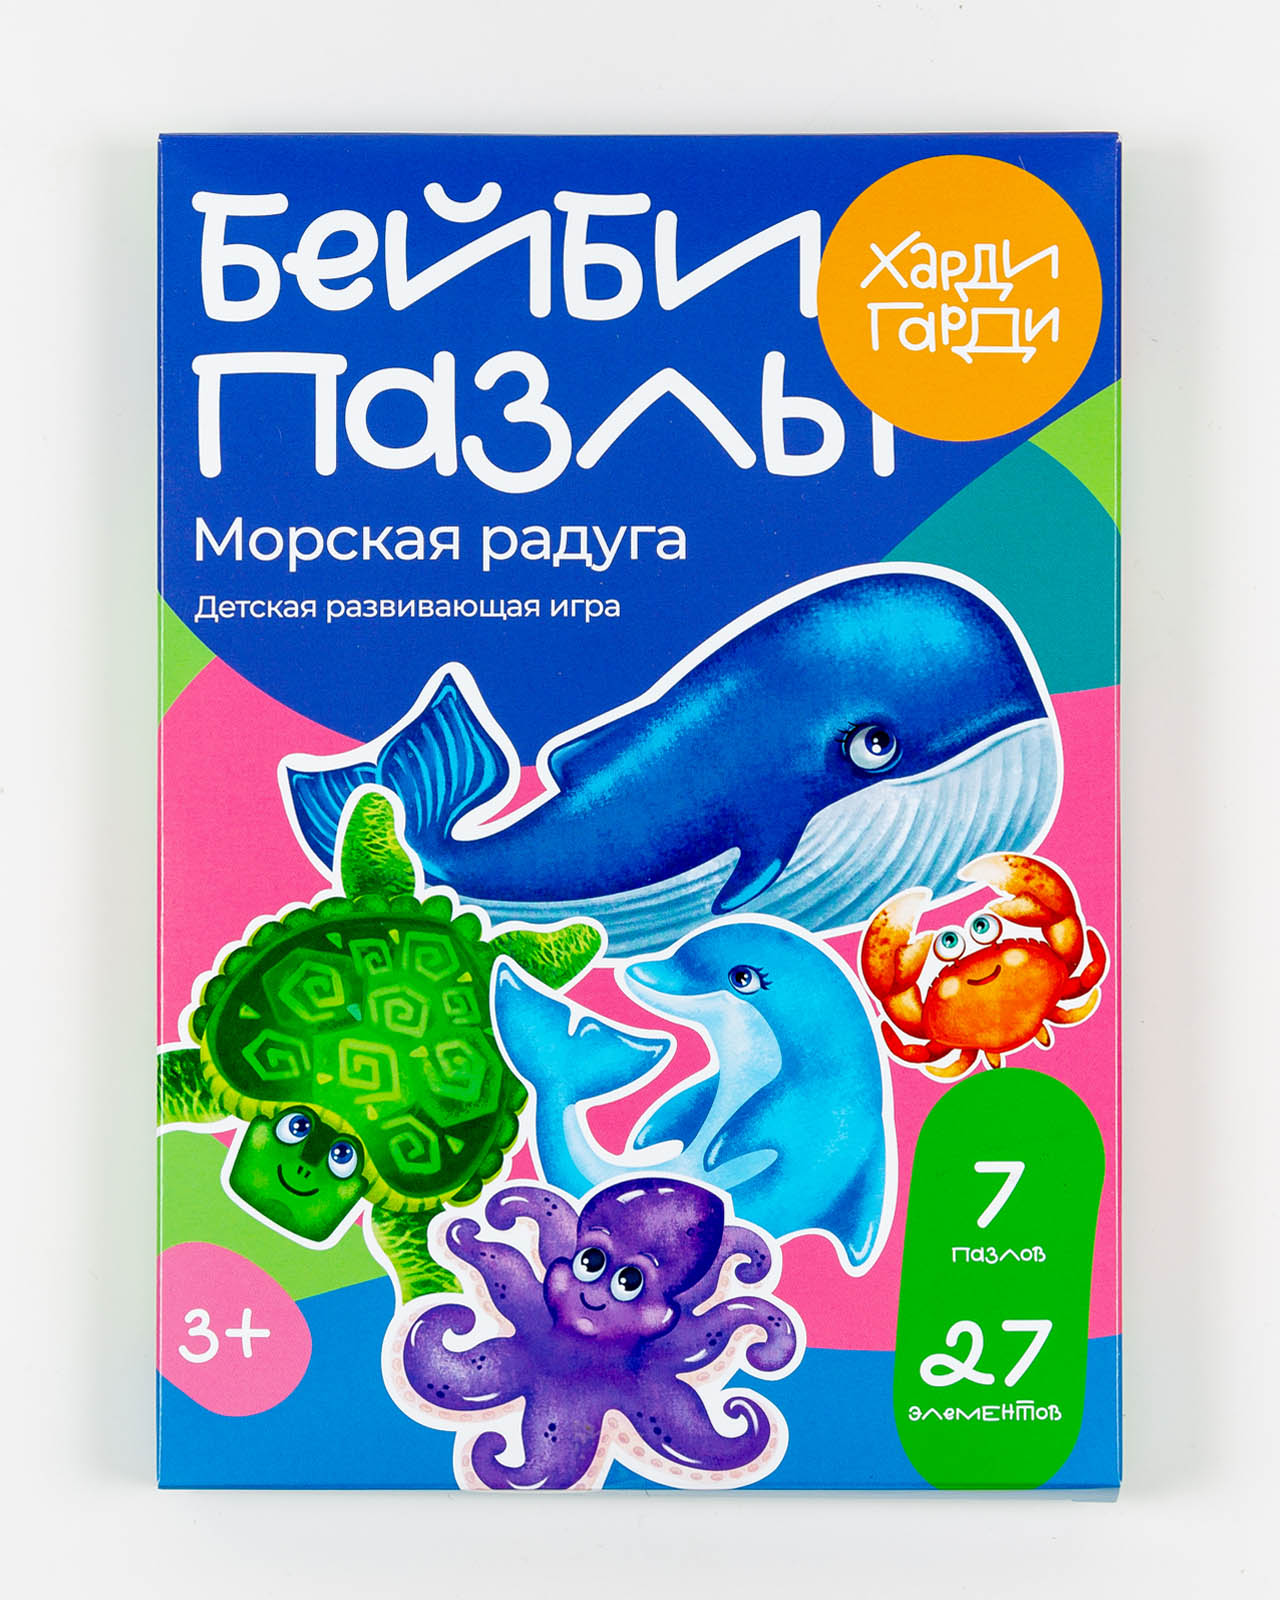 Бейби
Харди
Гарди
пазлы
Морская радуга
Детская развивающая игра
7
пазлов
3+
27
элементов